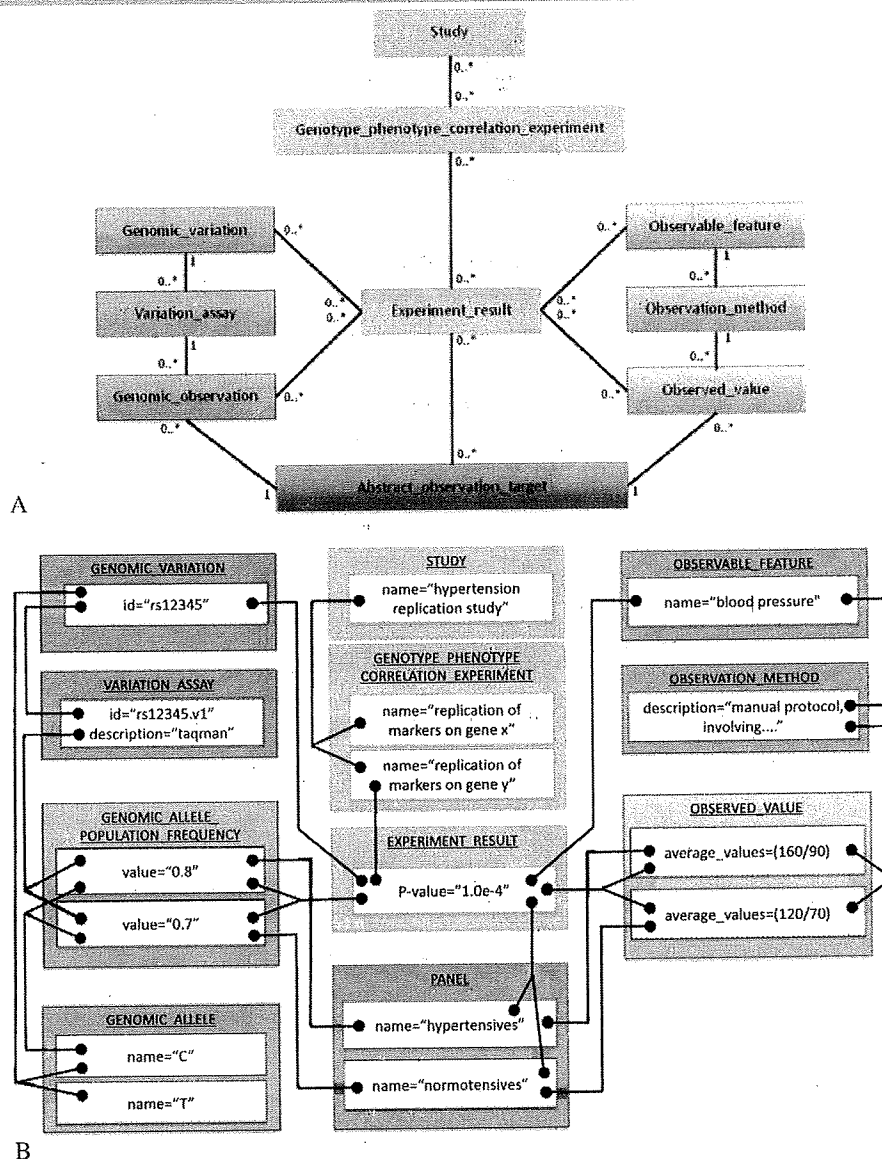 Study
0..*
0..*
Genotype_phenotype_correlation_experiment
0..*
Genomic_variation
0..*
0..*
Observable_feature
1
1
0..*
0..*
0..*
0..*
Variation_assay
0..*
Experiment_result
0..*
0..*
Observation_method
1
0..*
1
0..*
0..*
Genomic_observation
0..*
0..*
Observed_value
0..*
0..*
0..*
1
Abstract_observation_target
1
A
GENOMIC_VARIATION
id="rs12345"
STUDY
name="hypertension
replication study"
OBSERVABLE_FEATURE
name="blood pressure"
VARIATION_ASSAY
id="rs12345.v1"
description="taqman"
GENOTYPE_PHENOTYPE
CORRELATION_EXPERIMENT
name="replication of
markers on gene x"
name="replication of
markers on gene y"
OBSERVATION_METHOD
description="manual protocol,
involving...."
GENOMIC_ALLELE_
POPULATION_FREQUENCY
value="0.8"
value="0.7"
EXPERIMENT_RESULT
P-value="1.0e-4"
OBSERVED_VALUE
average_values=(160/90)
average_values=(120/70)
GENOMIC_ALLELE
name="C"
name="T"
PANEL
name="hypertensives"
name="normotensives"
B